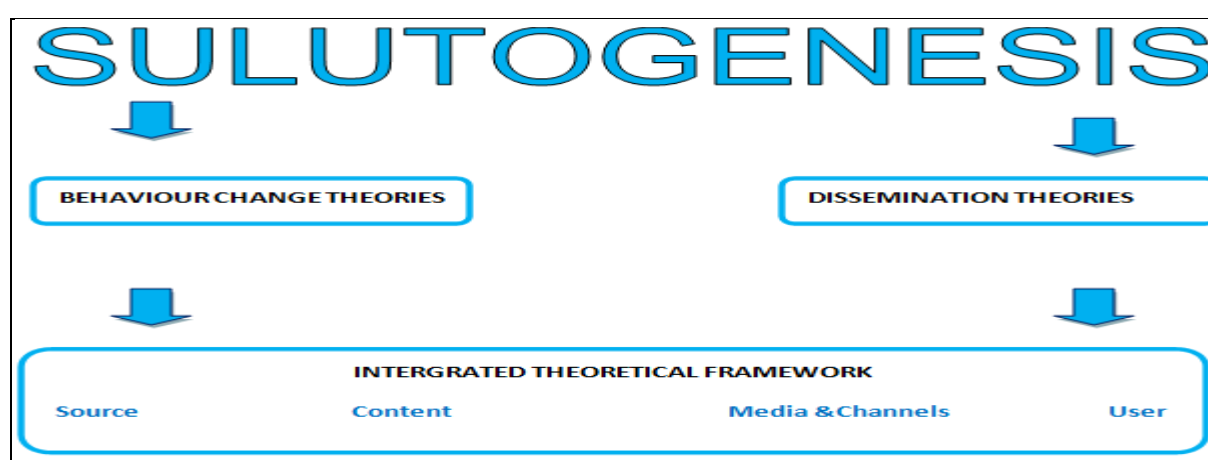 SULUTOGENESIS
BEHAVIOUR CHANGE THEORIES
DISSEMINATION THEORIES
INTERGRATED THEORETICAL FRAMEWORK
Source Content Media &Channels User